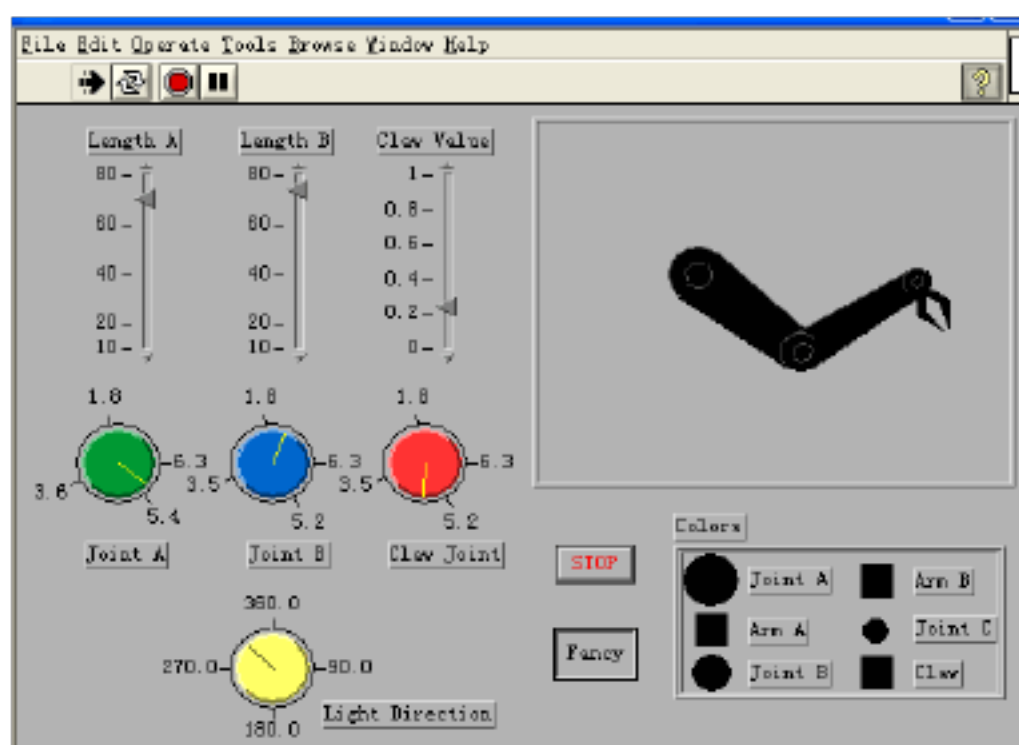 File Edit Operate Tools Browse Window Help
Length A Length B Claw Value
80 80 1
0.8
60 60
0.6
40 40 0.4
0.2
20 20
10 10 0
1.8 1.8 1.8
6.3 6.3 6.3
3.6 3.5 3.5
5.4 5.2 5.2
Joint A Joint B Claw Joint
360.0
270.0 90.0
180.0
Light Direction
STOP
Fancy
Colors
Joint A Arm B
Arm A Joint C
Joint B Claw